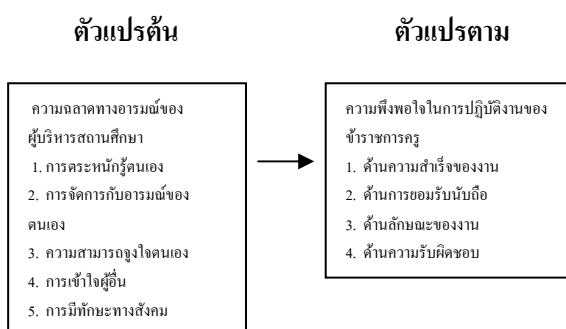 ตัวแปรต้น
ตัวแปรตาม
ความฉลาดทางอารมณ์ของ
ผู้บริหารสถานศึกษา
1. การตระหนักรู้ตนเอง
2. การจัดการกับอารมณ์ของ
ตนเอง
3. ความสามารถจูงใจตนเอง
4. การเข้าใจผู้อื่น
5. การมีทักษะทางสังคม
ความพึงพอใจในการปฏิบัติงานของ
ข้าราชการครู
1. ด้านความสำเร็จของงาน
2. ด้านการยอมรับนับถือ
3. ด้านลักษณะของงาน
4. ด้านความรับผิดชอบ